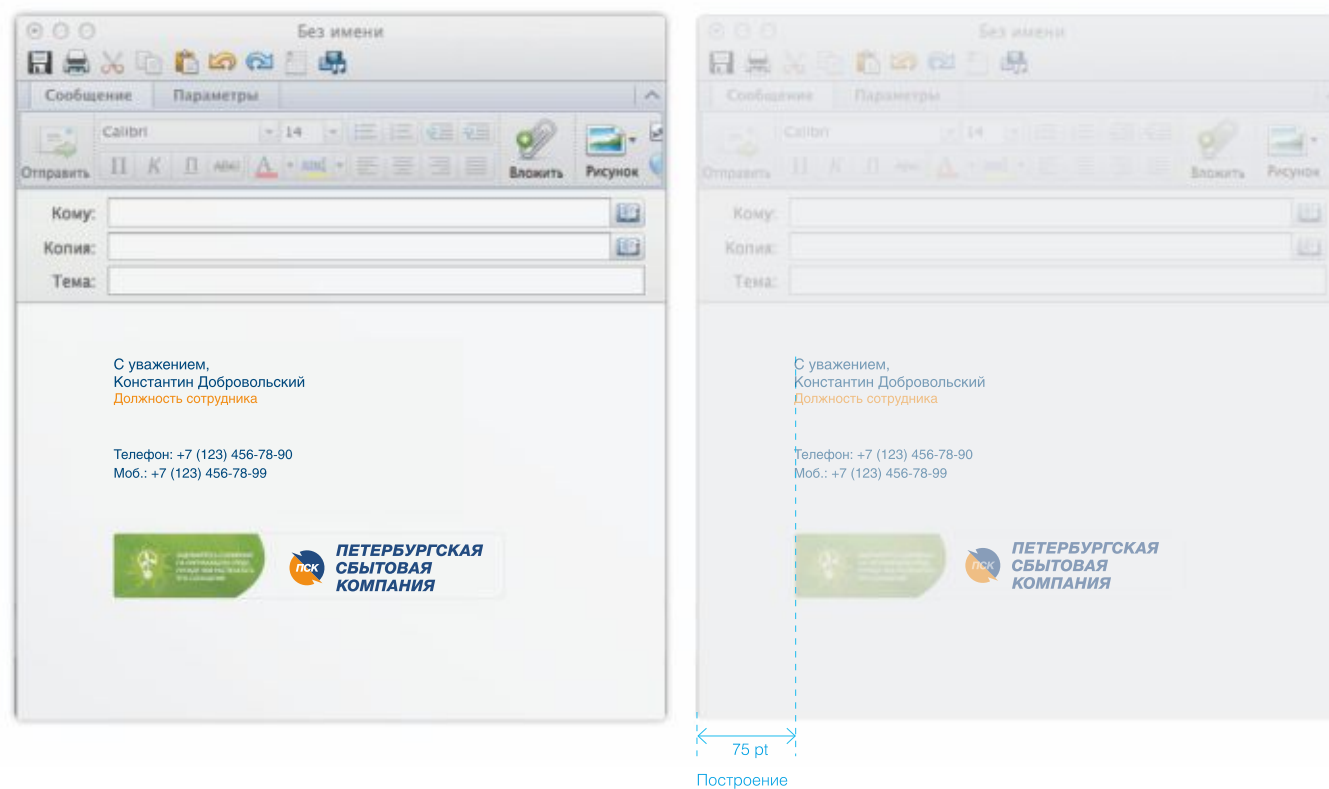 Без имени
Сообщение Параметры
Calibri 14
П К П ABC A abc
Отправить Вложить Рисунок
Кому:
Копия:
Тема:
С уважением,
Константин Добровольский
Должность сотрудника
Телефон: +7 (123) 456-78-90
Моб.: +7 (123) 456-78-99
ПСК
ПЕТЕРБУРГСКАЯ
СБЫТОВАЯ
КОМПАНИЯ
Без имени
Сообщение Параметры
Calibri 14
П К П ABC A
Отправить Вложить Рисунок
Кому:
Копия:
Тема:
С уважением,
Константин Добровольский
Должность сотрудника
Телефон: +7 (123) 456-78-90
Моб.: +7 (123) 456-78-99
ПСК
ПЕТЕРБУРГСКАЯ
СБЫТОВАЯ
КОМПАНИЯ
75 pt
Построение